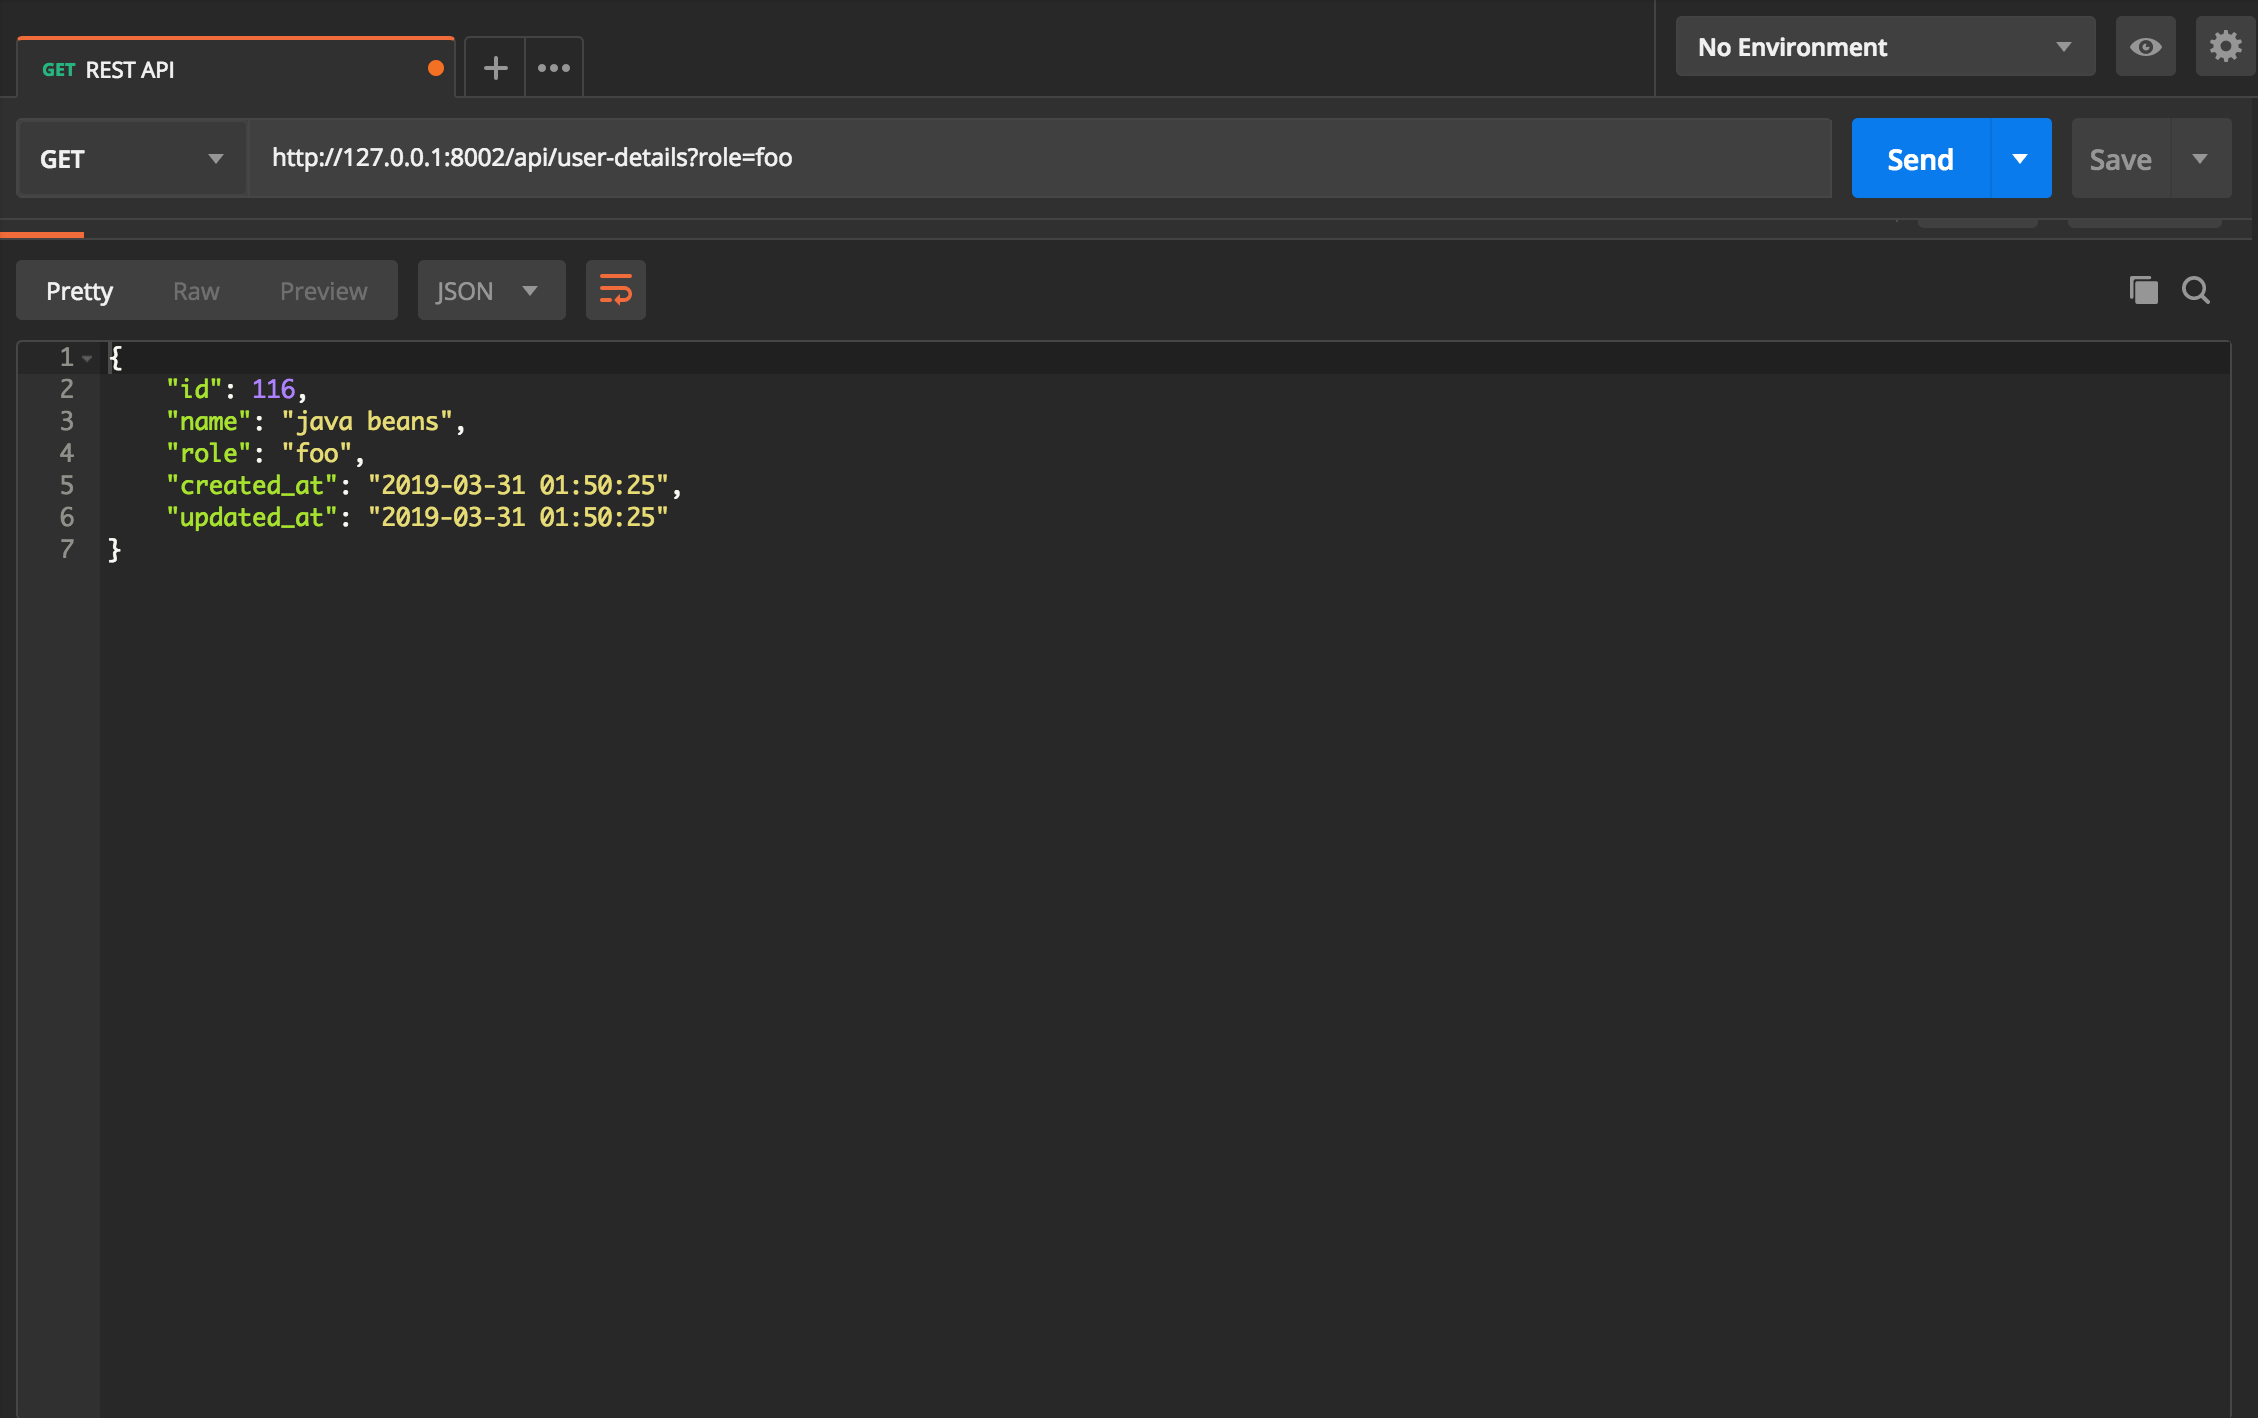 GET REST API
No Environment
GET
http://127.0.0.1:8002/api/user-details?role=foo
Send
Save
Pretty Raw Preview JSON
1 {
2 "id": 116,
3 "name": "java beans",
4 "role": "foo",
5 "created_at": "2019-03-31 01:50:25",
6 "updated_at": "2019-03-31 01:50:25"
7 }